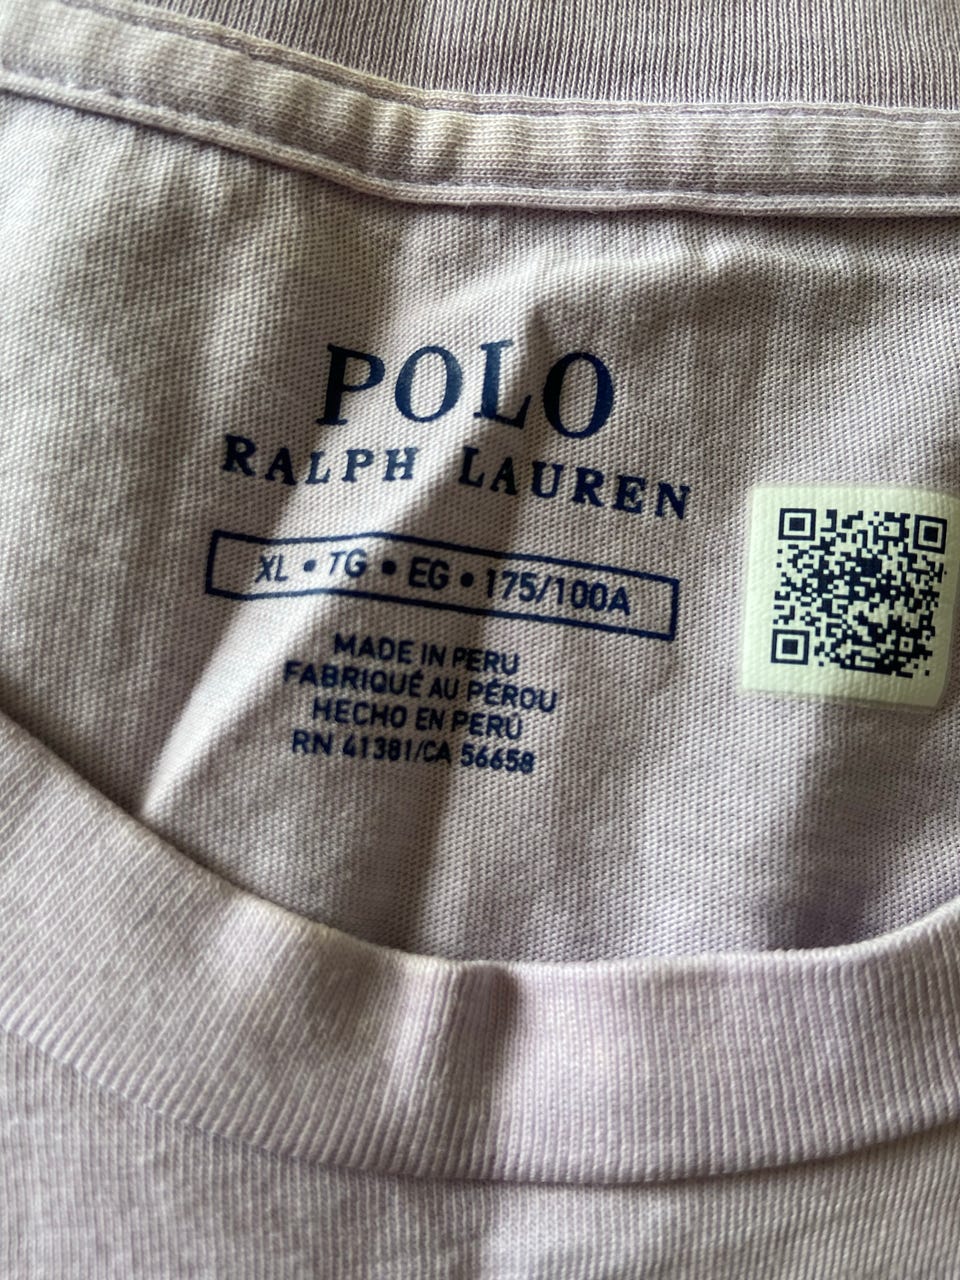 POLO
RALPH LAUREN
XL • TG • EG • 175/100A
MADE IN PERU
FABRIQUÉ AU PÉROU
HECHO EN PERÚ
RN 41381/CA 56658